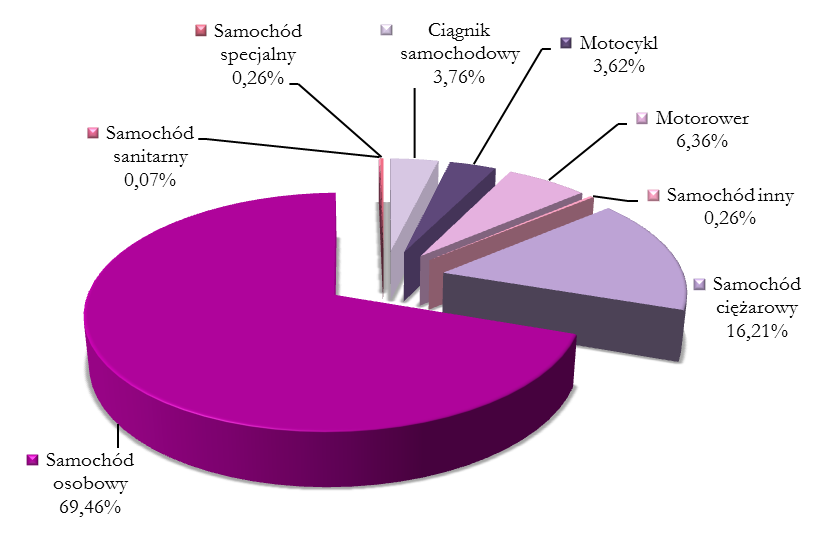 Samochód
specjalny
0,26%
Ciągnik
samochodowy
3,76%
Motocykl
3,62%
Motorower
6,36%
Samochód
sanitarny
0,07%
Samochód inny
0,26%
Samochód
ciężarowy
16,21%
Samochód
osobowy
69,46%